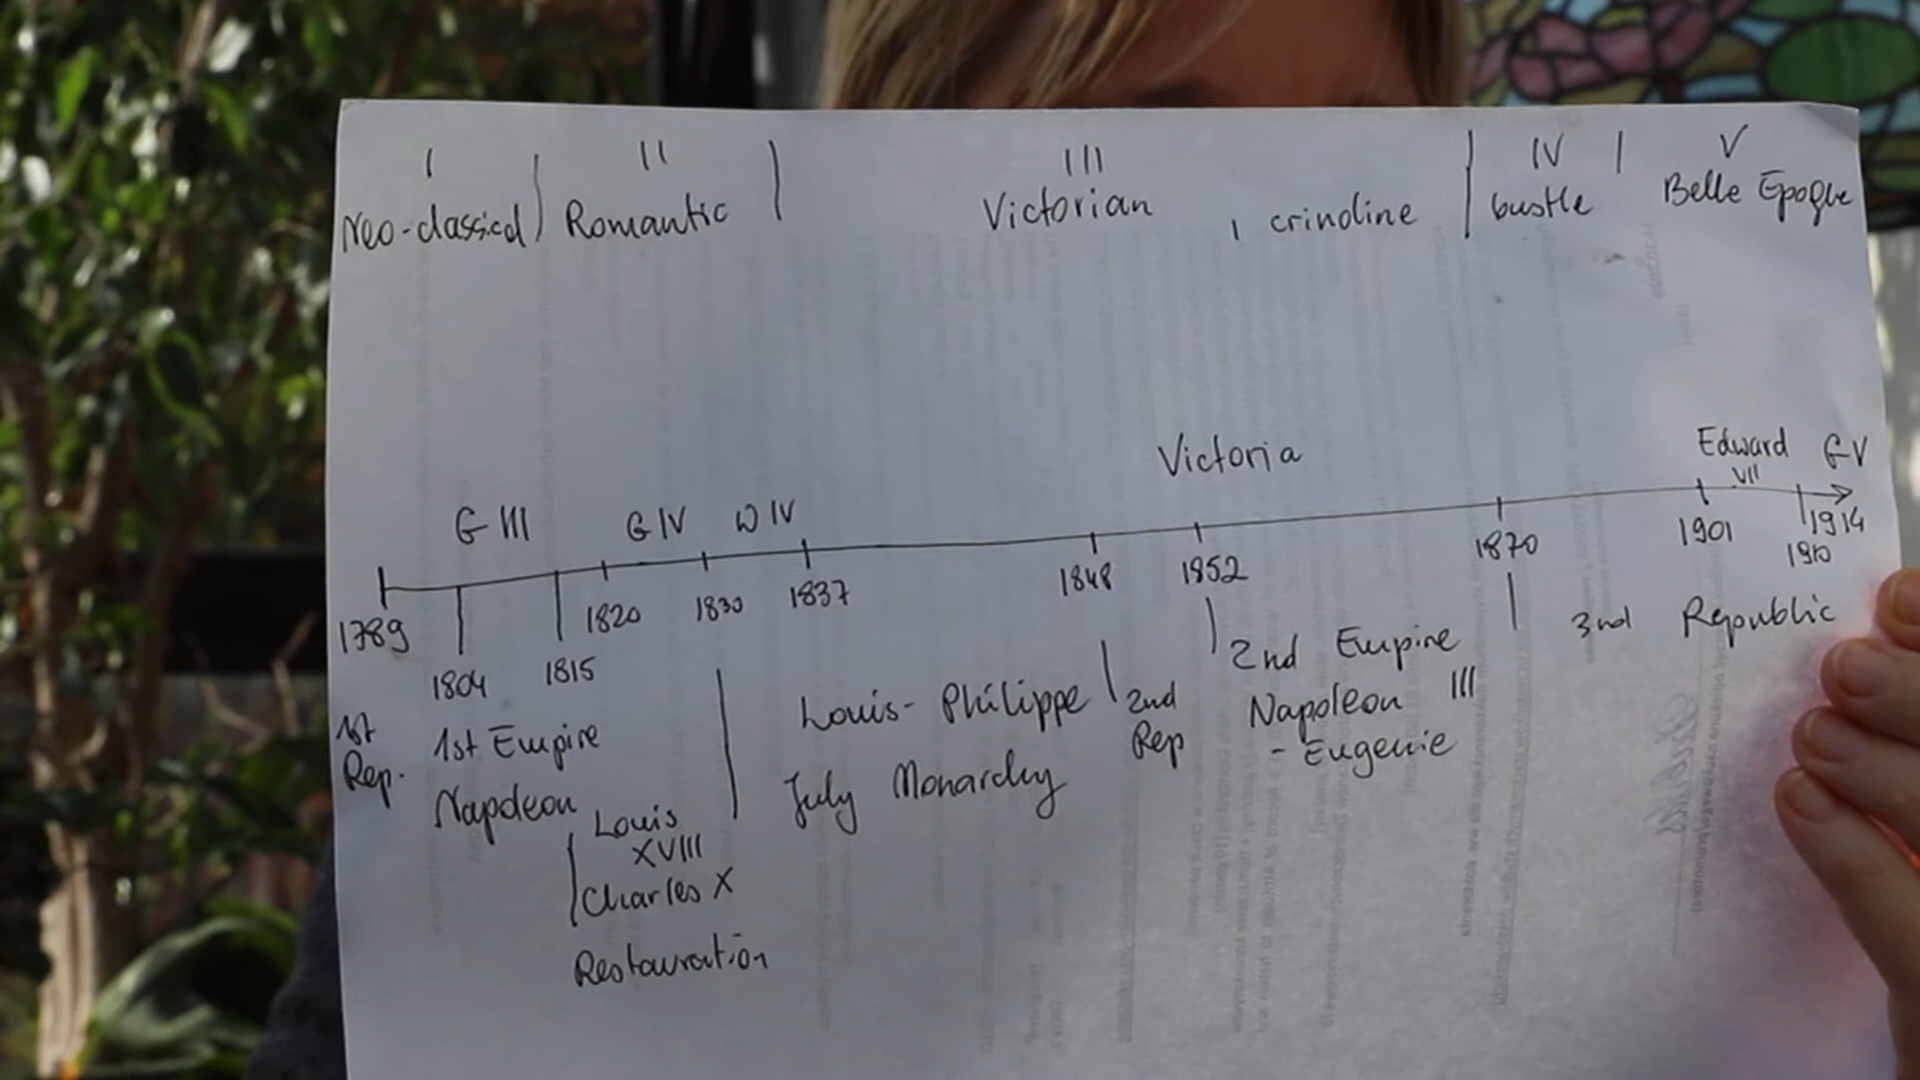 I II III IV V
Neo-classical Romantic Victorian crinoline bustle Belle Epoque
Victoria Edward VII G V
G III G IV W IV
1789 1804 1815 1820 1830 1837 1848 1852 1870 1901 1910 1914
1st Rep.
1st Empire
Napoleon
Louis XVIII
Charles X
Restauration
Louis-Philippe
July Monarchy
2nd Rep
2nd Empire
Napoleon III
- Eugenie
3rd Republic